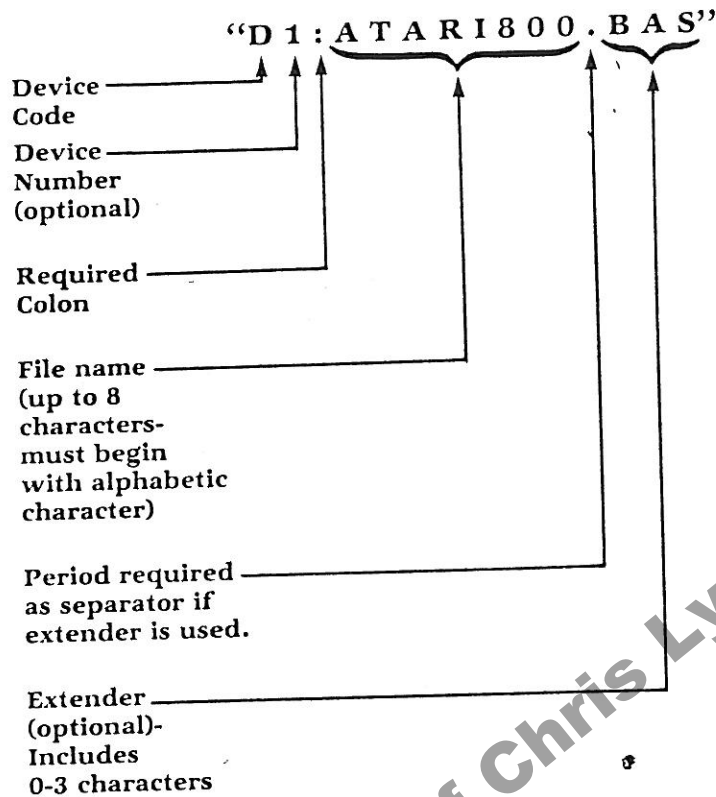 “D1:ATARI800.BAS”
Device
Code
Device
Number
(optional)
Required
Colon
File name
(up to 8
characters-
must begin
with alphabetic
character)
Period required
as separator if
extender is used.
Extender
(optional)-
Includes
0-3 characters
Chris